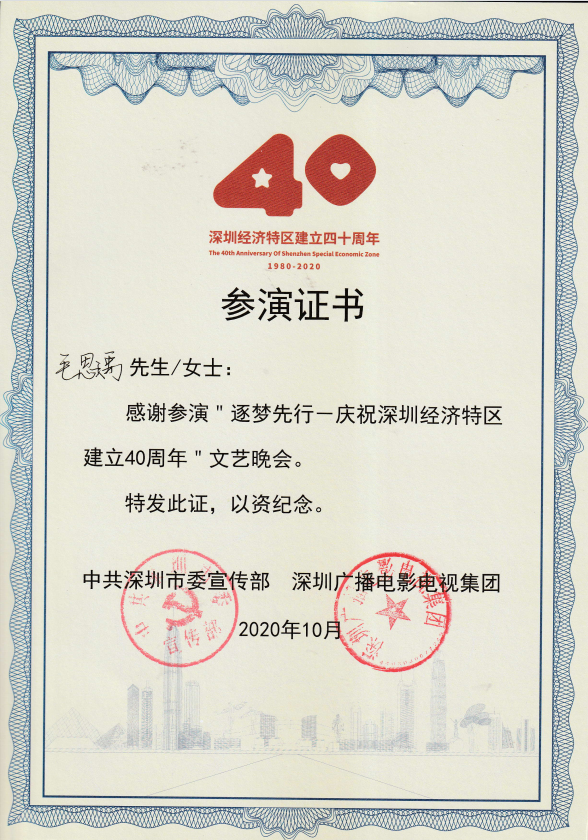 40
深圳经济特区建立四十周年
The 40th Anniversary Of Shenzhen Special Economic Zone
1980-2020
参演证书
毛思禹 先生/女士：
感谢参演＂逐梦先行－庆祝深圳经济特区
建立40周年＂文艺晚会。
特发此证，以资纪念。
中共深圳市委宣传部 深圳广播电影电视集团
2020年10月